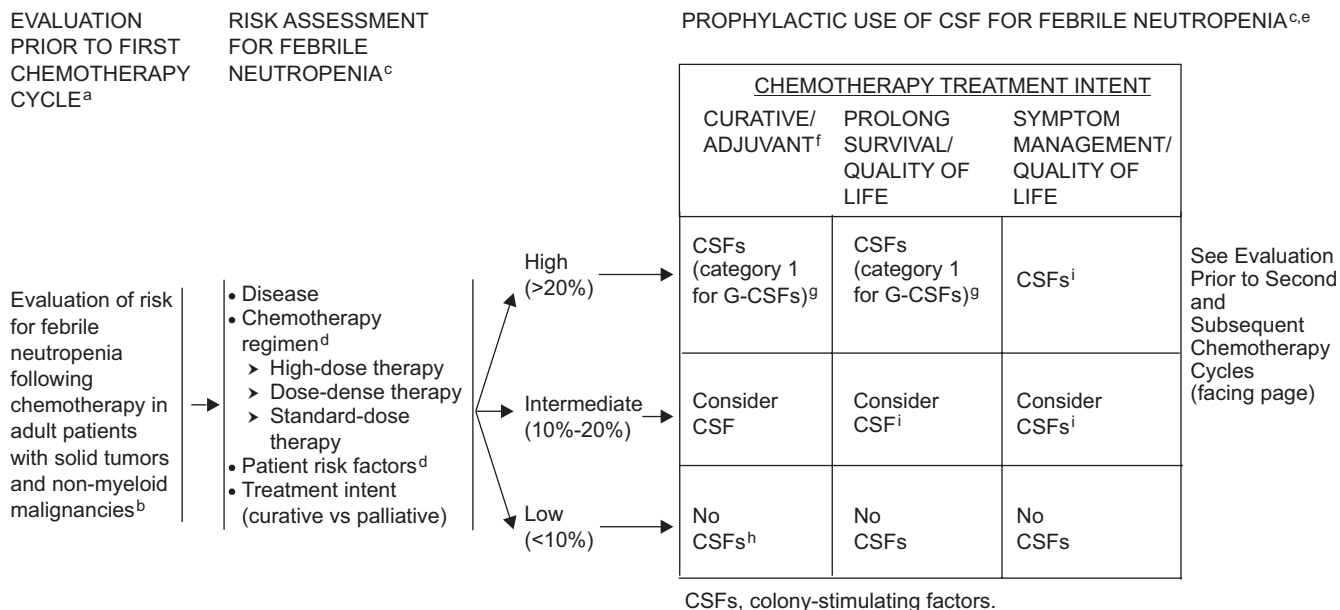 EVALUATION
PRIOR TO FIRST
CHEMOTHERAPY
CYCLEa
RISK ASSESSMENT
FOR FEBRILE
NEUTROPENIAc
PROPHYLACTIC USE OF CSF FOR FEBRILE NEUTROPENIAc,e
CHEMOTHERAPY TREATMENT INTENT
CURATIVE/
ADJUVANTf
PROLONG
SURVIVAL/
QUALITY OF
LIFE
SYMPTOM
MANAGEMENT/
QUALITY OF
LIFE
Evaluation of risk
for febrile
neutropenia
following
chemotherapy in
adult patients
with solid tumors
and non-myeloid
malignanciesb
• Disease
• Chemotherapy
regimend
➤ High-dose therapy
➤ Dose-dense therapy
➤ Standard-dose
therapy
• Patient risk factorsd
• Treatment intent
(curative vs palliative)
High
(>20%)
CSFs
(category 1
for G-CSFs)g
CSFs
(category 1
for G-CSFs)g
CSFsi
Intermediate
(10%-20%)
Consider
CSF
Consider
CSFi
Consider
CSFsi
Low
(<10%)
No
CSFsh
No
CSFs
No
CSFs
See Evaluation
Prior to Second
and
Subsequent
Chemotherapy
Cycles
(facing page)
CSFs, colony-stimulating factors.